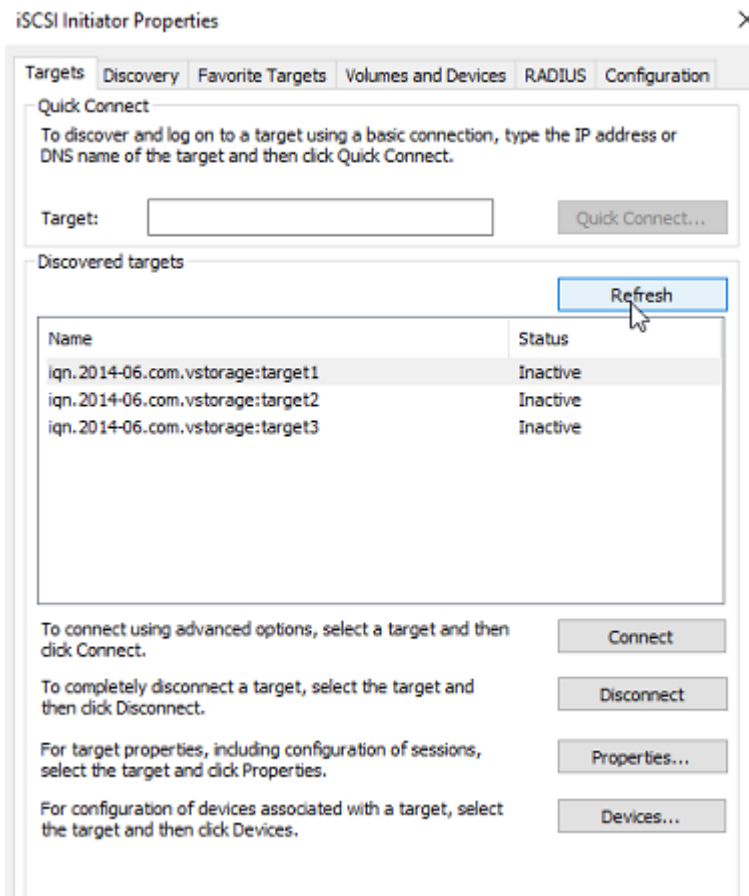 iSCSI Initiator Properties
Targets Discovery Favorite Targets Volumes and Devices RADIUS Configuration
Quick Connect
To discover and log on to a target using a basic connection, type the IP address or
DNS name of the target and then click Quick Connect.
Target:
Quick Connect...
Discovered targets
Refresh
Name Status
iqn.2014-06.com.vstorage:target1 Inactive
iqn.2014-06.com.vstorage:target2 Inactive
iqn.2014-06.com.vstorage:target3 Inactive
To connect using advanced options, select a target and then
click Connect.
Connect
To completely disconnect a target, select the target and
then click Disconnect.
Disconnect
For target properties, including configuration of sessions,
select the target and click Properties.
Properties...
For configuration of devices associated with a target, select
the target and then click Devices.
Devices...